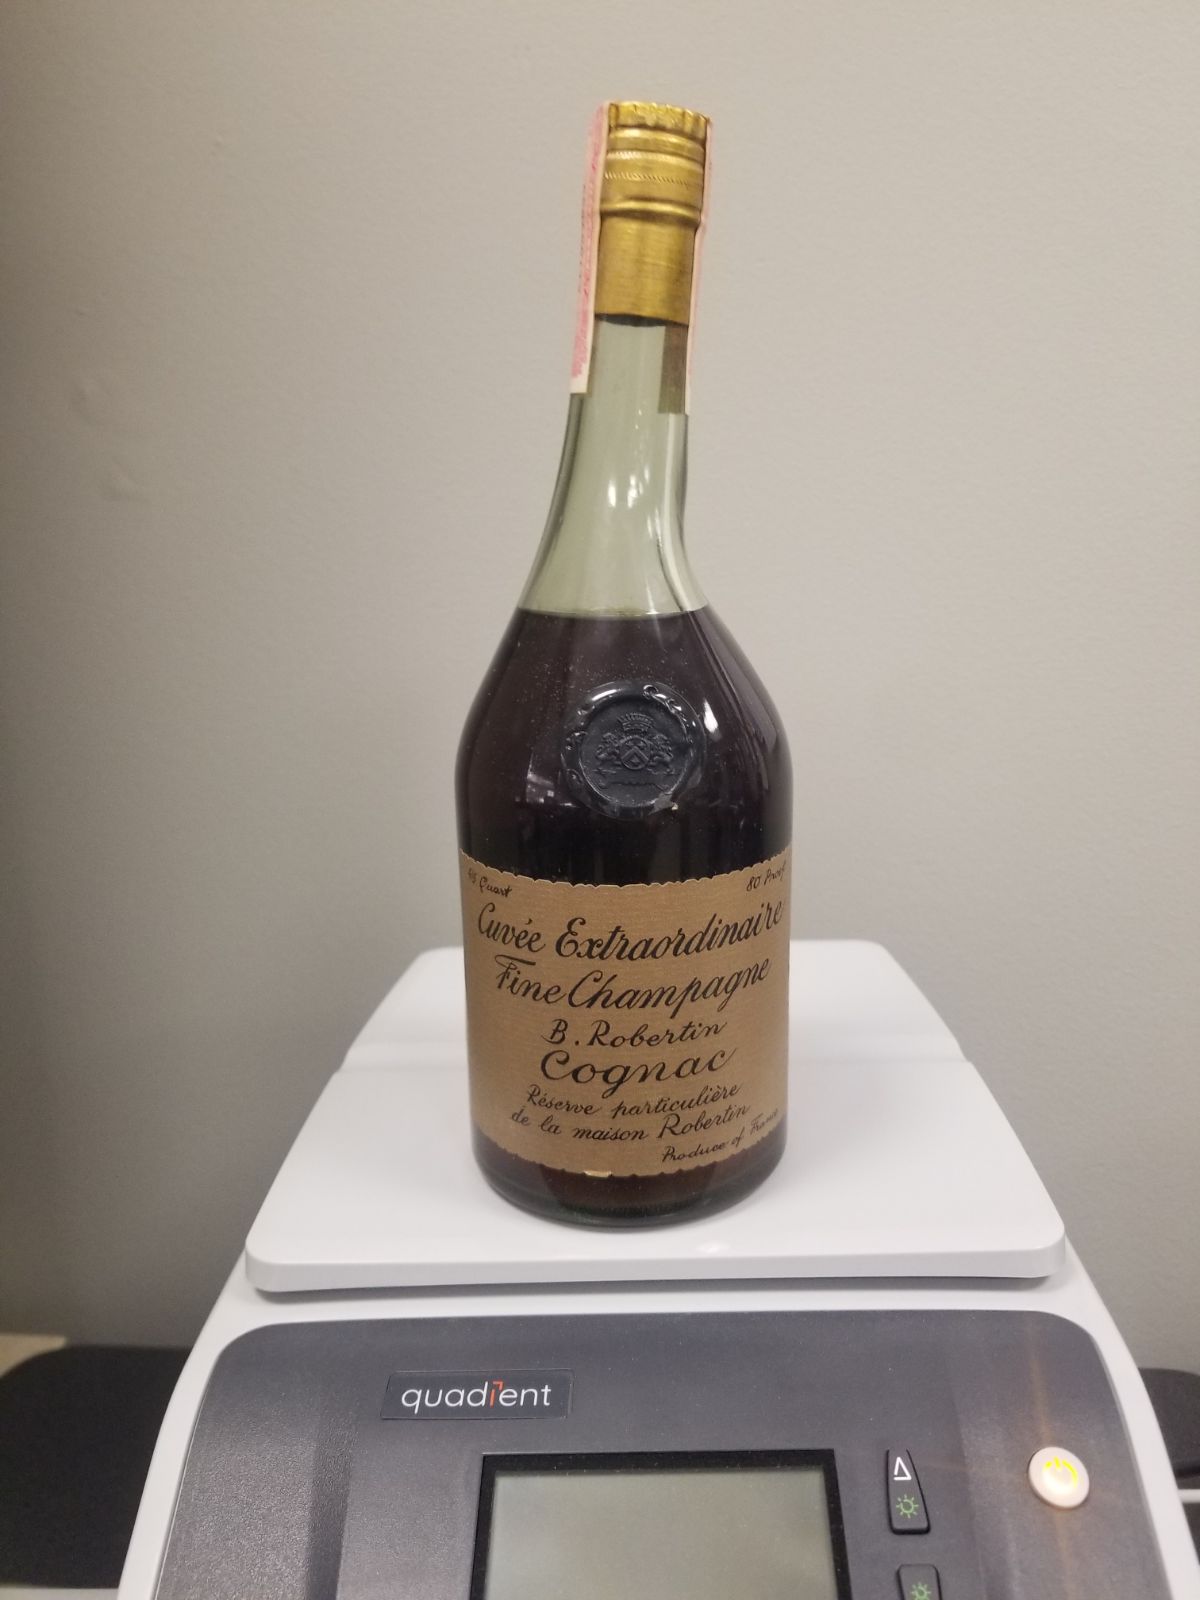 4/5 Quart
80 Proof
Cuvée Extraordinaire
Fine Champagne
B. Robertin
Cognac
Réserve particulière
de la maison Robertin
Produce of France
quadient